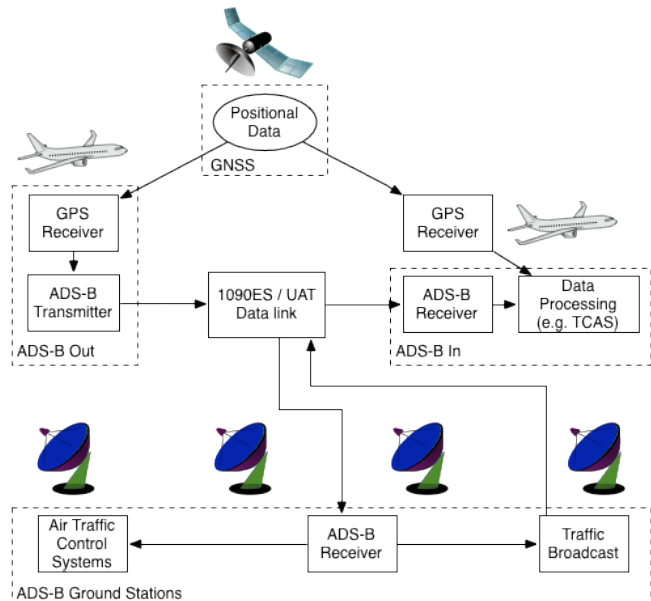 Positional
Data
GNSS
GPS
Receiver
GPS
Receiver
ADS-B
Transmitter
1090ES / UAT
Data link
ADS-B
Receiver
Data
Processing
(e.g. TCAS)
ADS-B Out
ADS-B In
Air Traffic
Control
Systems
ADS-B
Receiver
Traffic
Broadcast
ADS-B Ground Stations